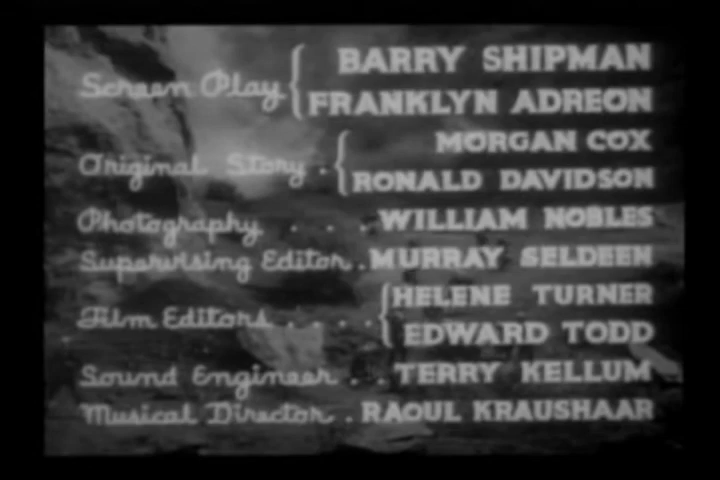 Screen Play { BARRY SHIPMAN
FRANKLYN ADREON
Original Story . { MORGAN COX
RONALD DAVIDSON
Photography . . . WILLIAM NOBLES
Supervising Editor . MURRAY SELDEEN
Film Editors . . . . { HELENE TURNER
EDWARD TODD
Sound Engineer . . TERRY KELLUM
Musical Director . RAOUL KRAUSHAAR